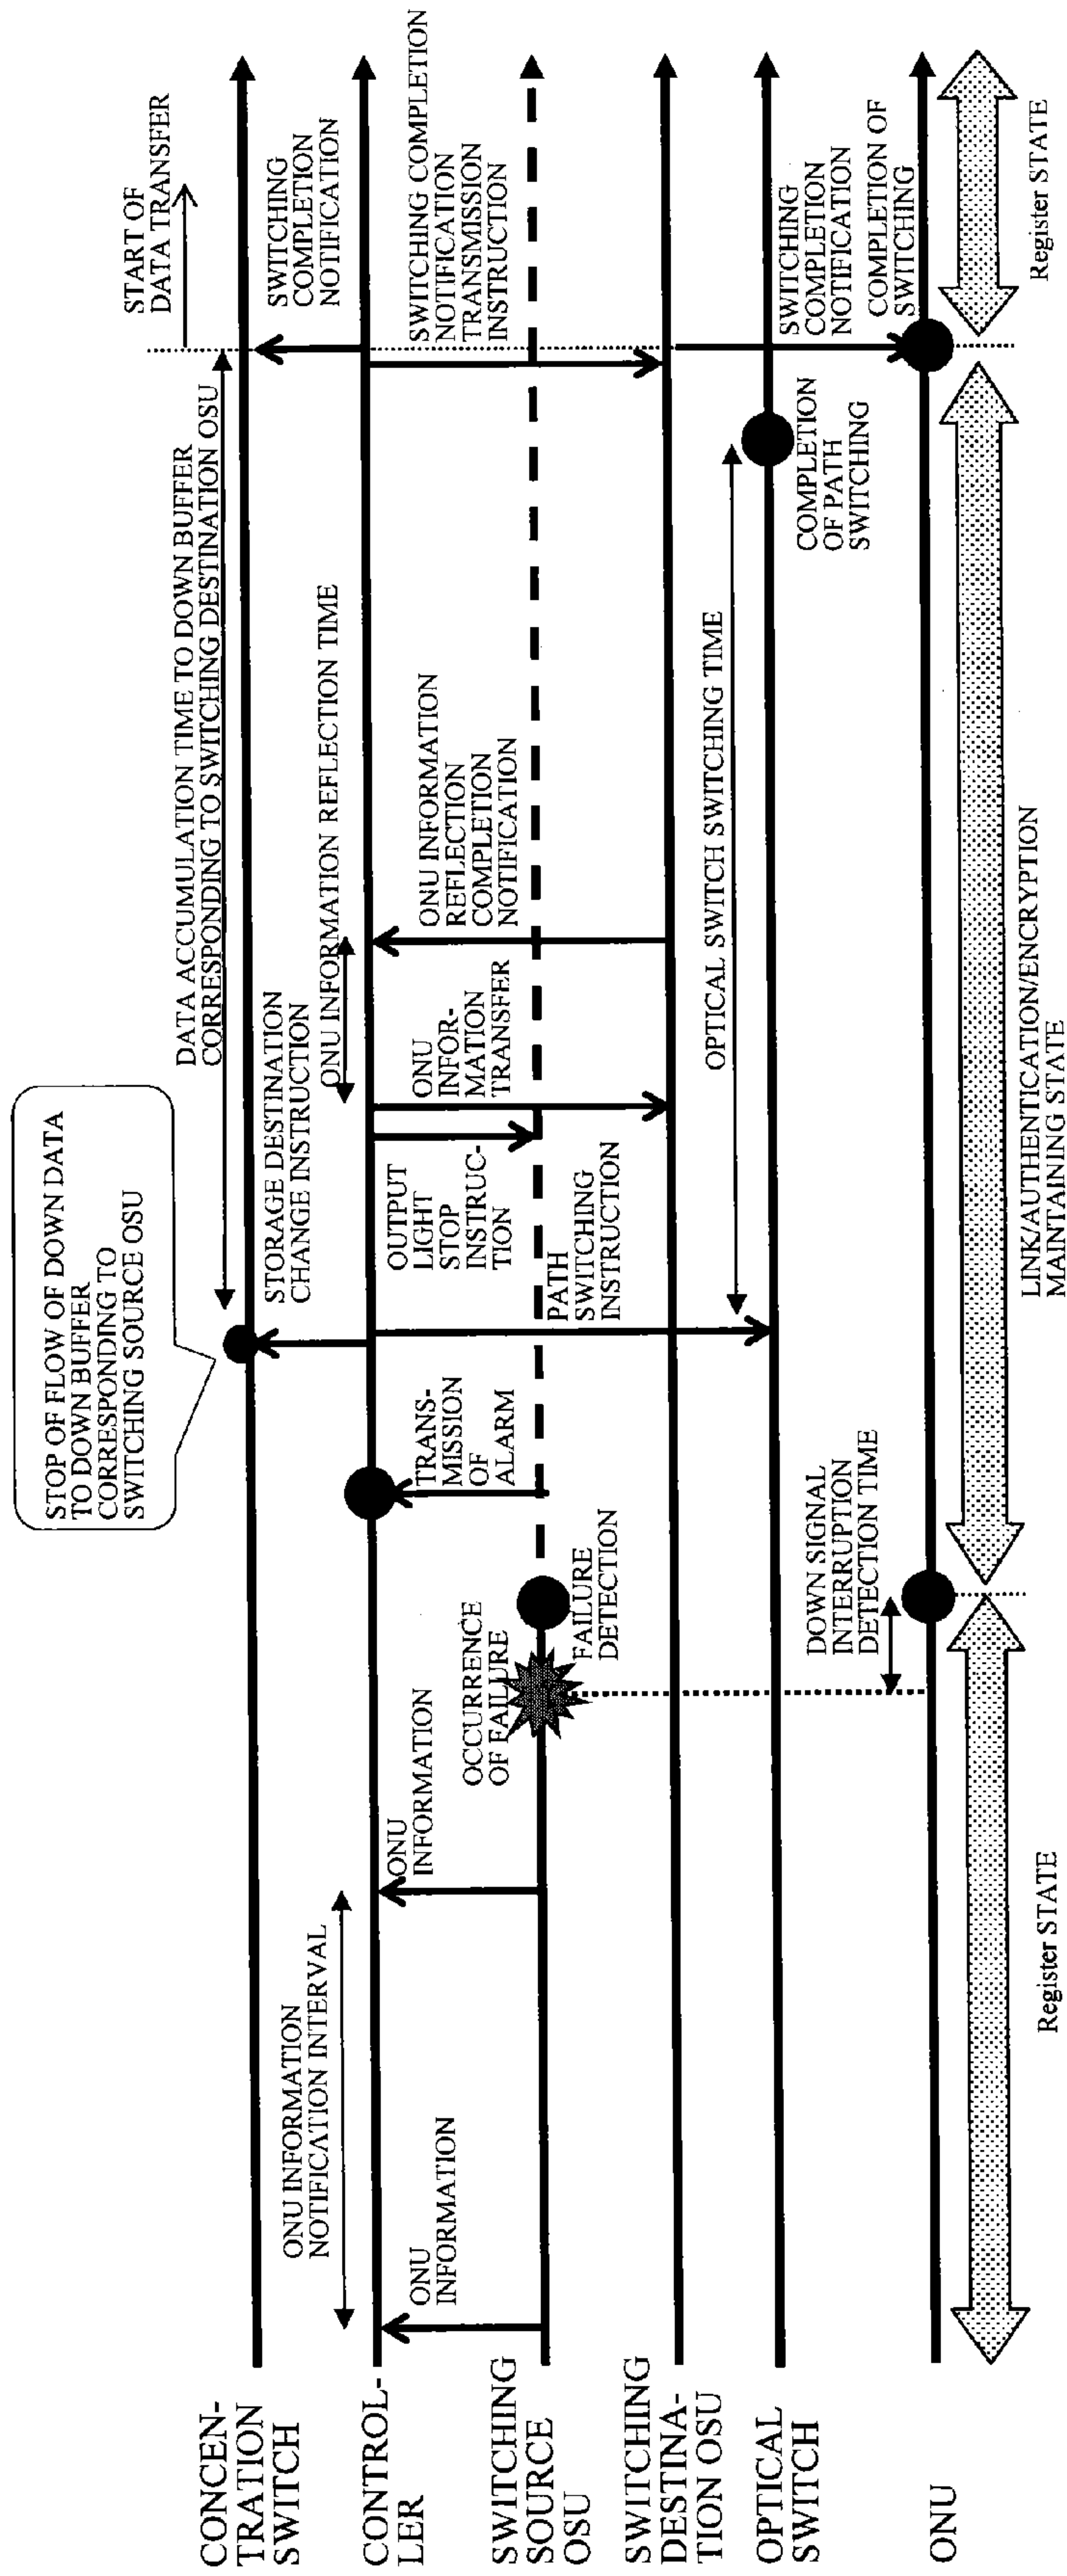 STOP OF FLOW OF DOWN DATA
TO DOWN BUFFER
CORRESPONDING TO
SWITCHING SOURCE OSU
START OF
DATA TRANSFER
DATA ACCUMULATION TIME TO DOWN BUFFER
CORRESPONDING TO SWITCHING DESTINATION OSU
CONCEN-
TRATION
SWITCH
STORAGE DESTINATION
CHANGE INSTRUCTION
SWITCHING
COMPLETION
NOTIFICATION
ONU INFORMATION
NOTIFICATION INTERVAL
ONU INFORMATION REFLECTION TIME
CONTROL-
LER
ONU
INFORMATION
ONU
INFORMATION
TRANS-
MISSION
OF
ALARM
OUTPUT
LIGHT
STOP
INSTRUC-
TION
ONU
INFOR-
MATION
TRANSFER
ONU INFORMATION
REFLECTION
COMPLETION
NOTIFICATION
SWITCHING COMPLETION
NOTIFICATION
TRANSMISSION
INSTRUCTION
SWITCHING
SOURCE
OSU
OCCURRENCE
OF FAILURE
FAILURE
DETECTION
PATH
SWITCHING
INSTRUCTION
SWITCHING
DESTINA-
TION OSU
OPTICAL SWITCH SWITCHING TIME
OPTICAL
SWITCH
COMPLETION
OF PATH
SWITCHING
SWITCHING
COMPLETION
NOTIFICATION
DOWN SIGNAL
INTERRUPTION
DETECTION TIME
COMPLETION OF
SWITCHING
ONU
Register STATE
LINK/AUTHENTICATION/ENCRYPTION
MAINTAINING STATE
Register STATE